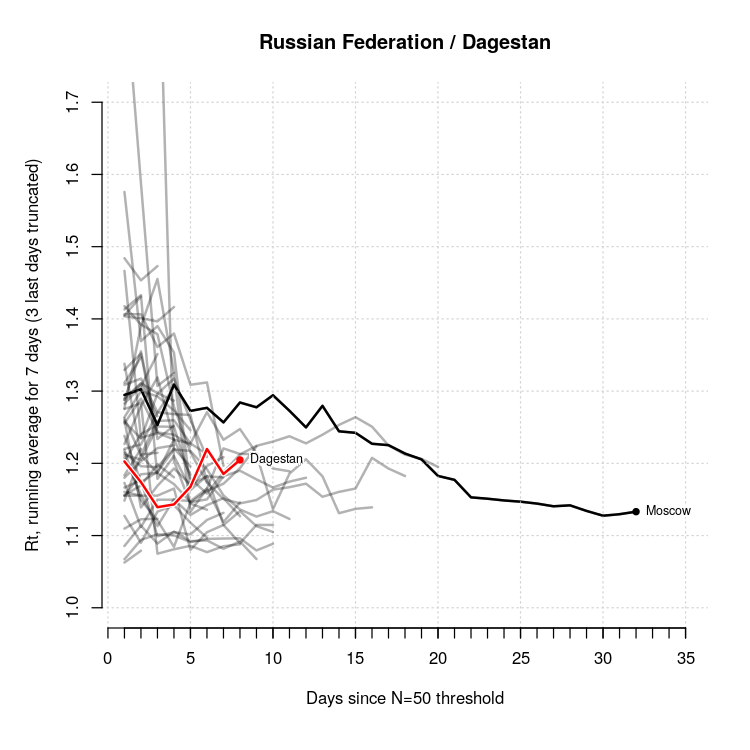 Russian Federation / Dagestan
Rt, running average for 7 days (3 last days truncated)
1.7
1.6
1.5
1.4
1.3
1.2
1.1
1.0
Dagestan
Moscow
0 5 10 15 20 25 30 35
Days since N=50 threshold